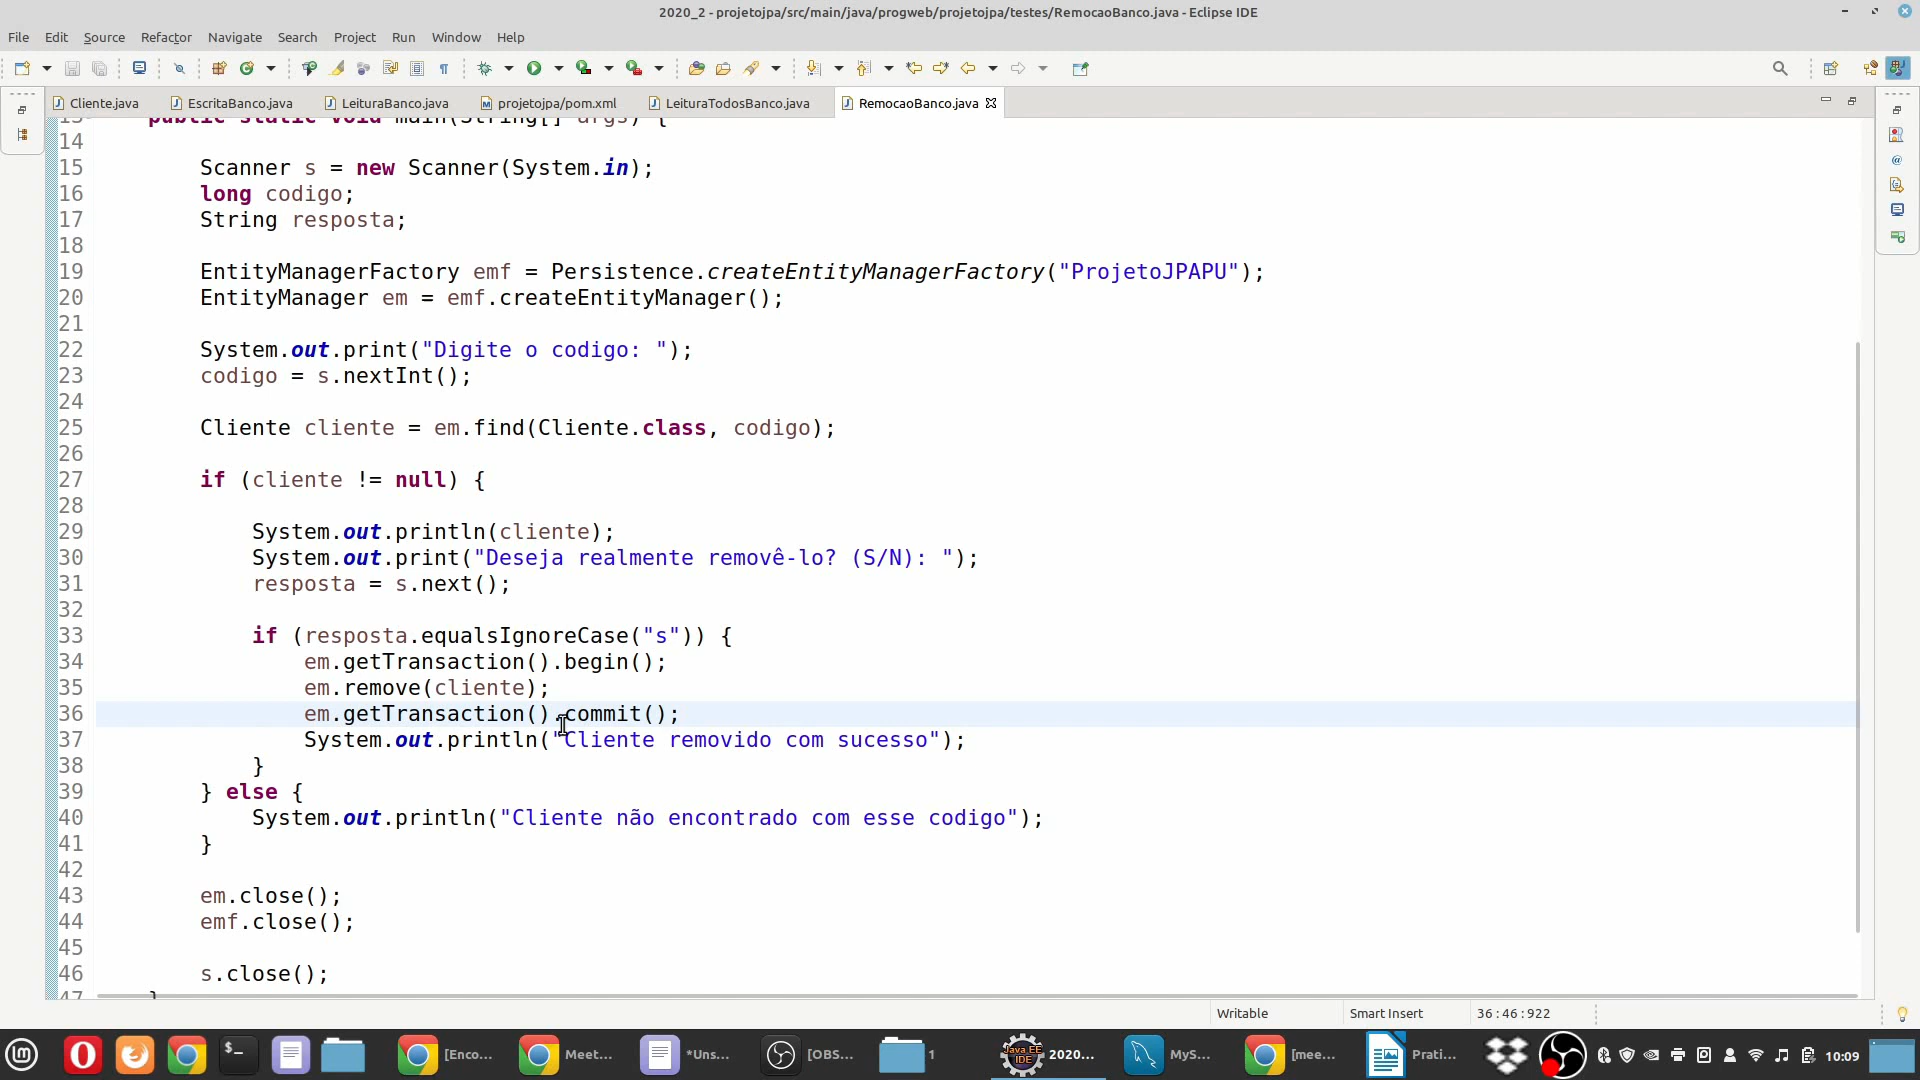 2020_2 - projetojpa/src/main/java/progweb/projetojpa/testes/RemocaoBanco.java - Eclipse IDE
File Edit Source Refactor Navigate Search Project Run Window Help
Cliente.java EscritaBanco.java LeituraBanco.java projetojpa/pom.xml LeituraTodosBanco.java RemocaoBanco.java
13 public static void main(String[] args) {
14
15 Scanner s = new Scanner(System.in);
16 long codigo;
17 String resposta;
18
19 EntityManagerFactory emf = Persistence.createEntityManagerFactory("ProjetoJPAPU");
20 EntityManager em = emf.createEntityManager();
21
22 System.out.print("Digite o codigo: ");
23 codigo = s.nextInt();
24
25 Cliente cliente = em.find(Cliente.class, codigo);
26
27 if (cliente != null) {
28
29 System.out.println(cliente);
30 System.out.print("Deseja realmente removê-lo? (S/N): ");
31 resposta = s.next();
32
33 if (resposta.equalsIgnoreCase("s")) {
34 em.getTransaction().begin();
35 em.remove(cliente);
36 em.getTransaction().commit();
37 System.out.println("Cliente removido com sucesso");
38 }
39 } else {
40 System.out.println("Cliente não encontrado com esse codigo");
41 }
42
43 em.close();
44 emf.close();
45
46 s.close();
47 }
Writable Smart Insert 36:46:922
[Enco... Meet... *Uns... [OBS... 1 2020... MyS... [mee... Prati... 10:09